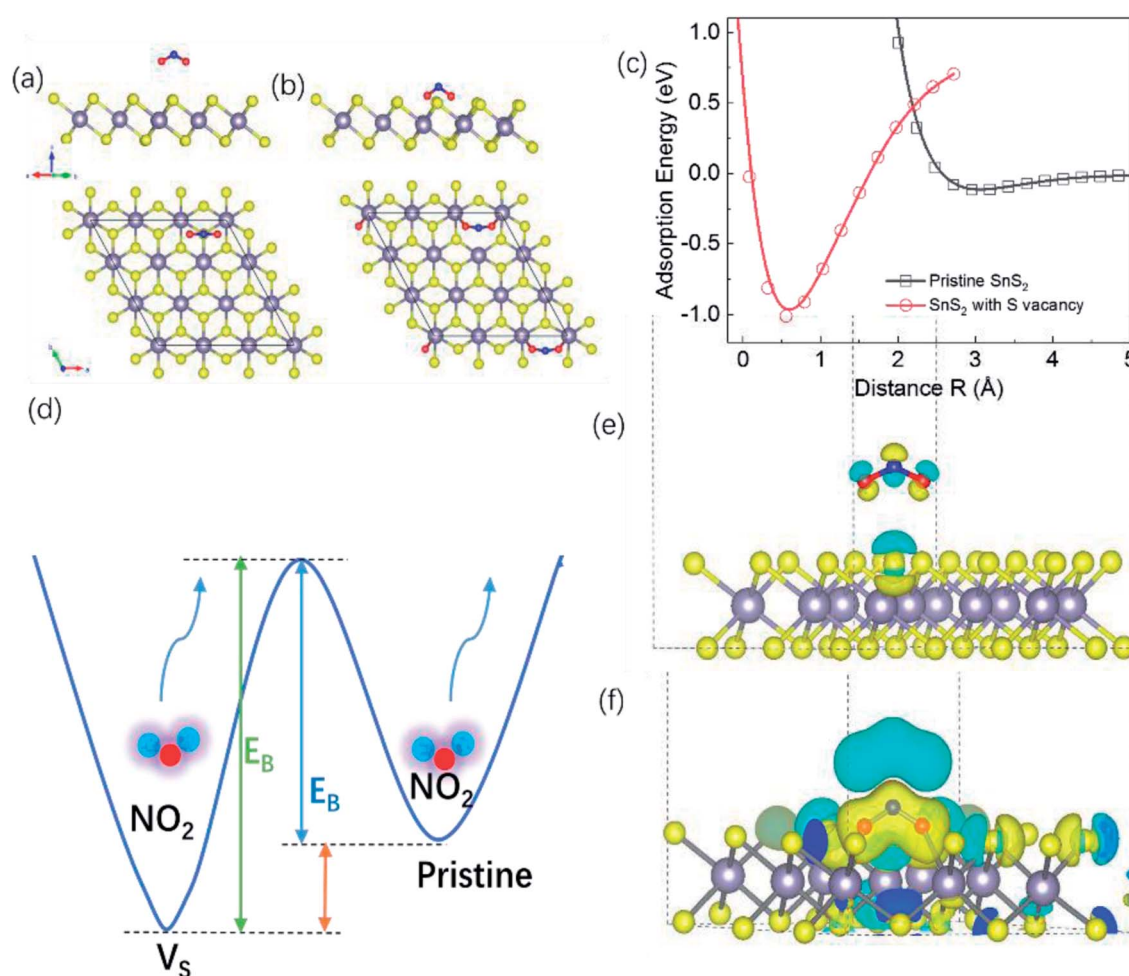 (a)
(b)
(c)
Adsorption Energy (eV)
1.0
0.5
0.0
-0.5
-1.0
Pristine SnS₂
SnS₂ with S vacancy
0 1 2 3 4 5
Distance R (Å)
(d)
E_B
E_B
NO₂
NO₂
Pristine
V_S
(e)
(f)